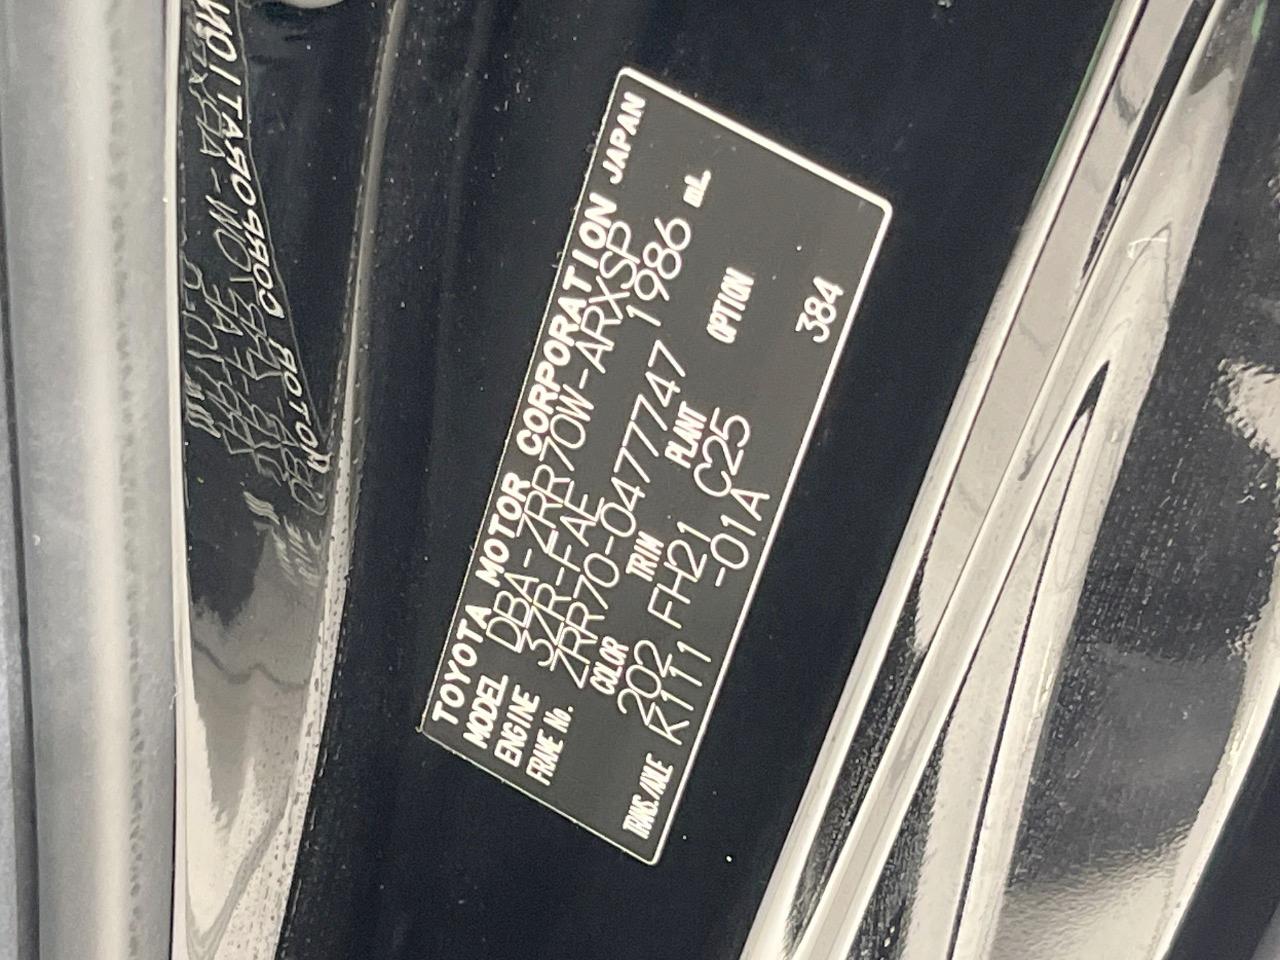 TOYOTA MOTOR CORPORATION JAPAN
MODEL DBA-ZRR70W-ARXSP
ENGINE 3ZR-FAE 1986 mL
FRAME No. ZRR70-0477747
COLOR TRIM PLANT OPTION
202 FH21 C25
TRANS./AXLE K111 -01A 384